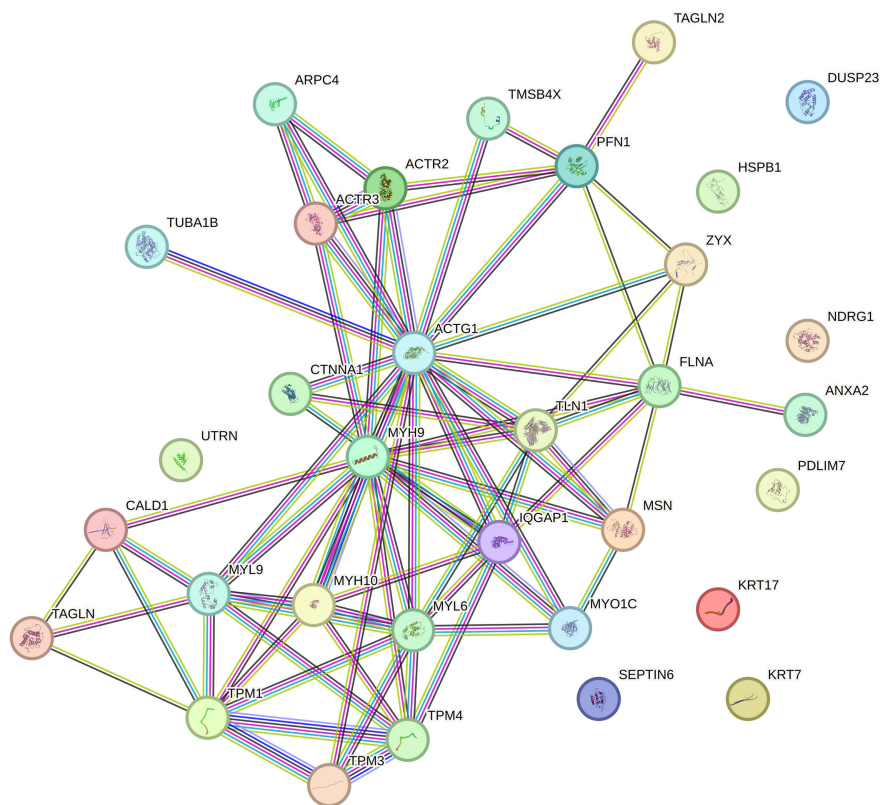 TAGLN2
ARPC4
TMSB4X
DUSP23
PFN1
ACTR2
HSPB1
ACTR3
TUBA1B
ZYX
NDRG1
ACTG1
FLNA
CTNNA1
ANXA2
TLN1
UTRN
MYH9
PDLIM7
MSN
IQGAP1
CALD1
MYL9
MYH10
MYL6
MYO1C
KRT17
TAGLN
SEPTIN6
KRT7
TPM1
TPM4
TPM3